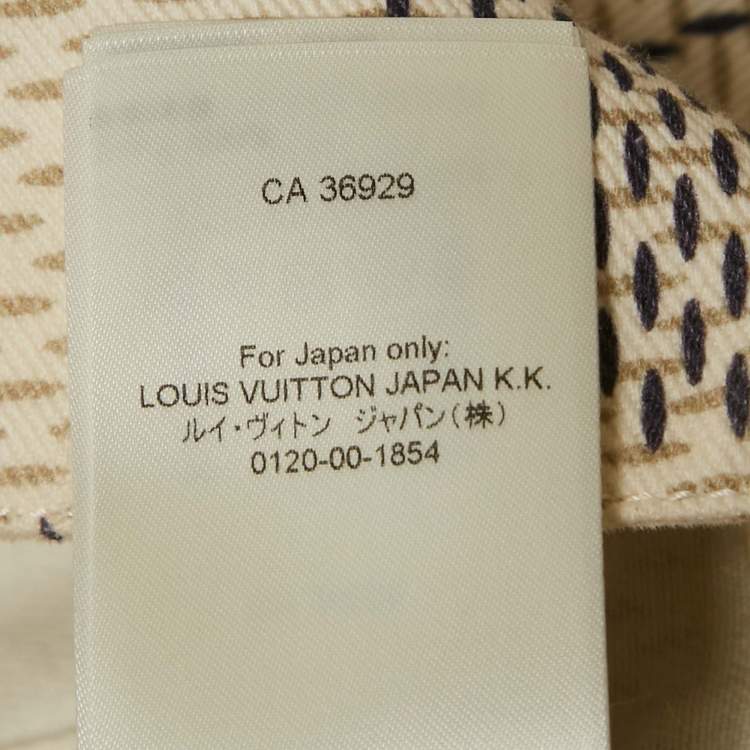 CA 36929
For Japan only:
LOUIS VUITTON JAPAN K.K.
ルイ・ヴィトン ジャパン(株)
0120-00-1854